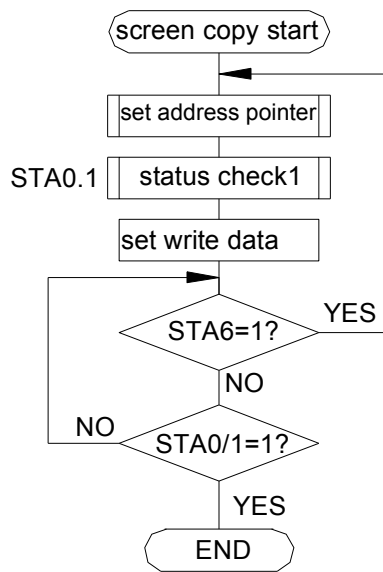 screen copy start
set address pointer
STA0.1
status check1
set write data
STA6=1?
YES
NO
STA0/1=1?
NO
YES
END